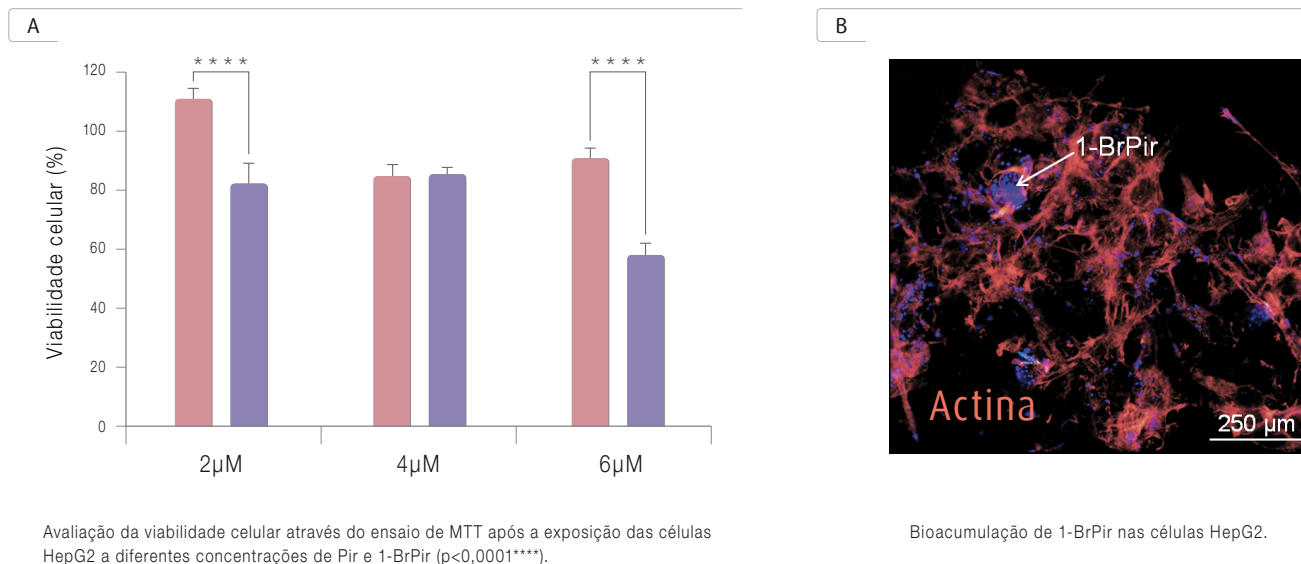 A
****
****
120
100
80
60
40
20
0
Viabilidade celular (%)
2µM
4µM
6µM
Avaliação da viabilidade celular através do ensaio de MTT após a exposição das células
HepG2 a diferentes concentrações de Pir e 1-BrPir (p<0,0001****).
B
1-BrPir
Actina
250 µm
Bioacumulação de 1-BrPir nas células HepG2.